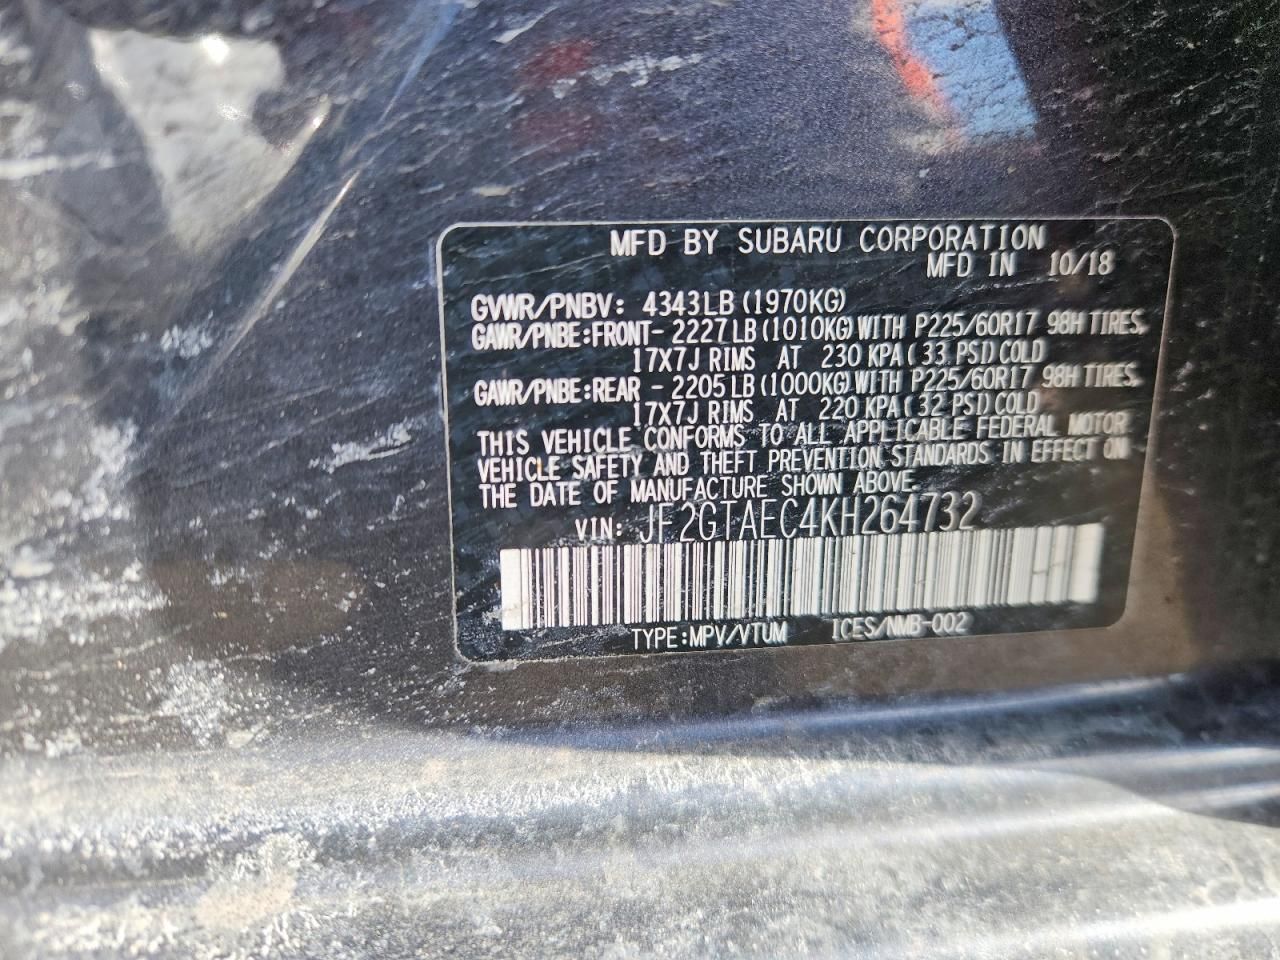 MFD BY SUBARU CORPORATION
MFD IN 10/18
GVWR/PNBV: 4343LB (1970KG)
GAWR/PNBE:FRONT- 2227LB (1010KG) WITH P225/60R17 98H TIRES,
17X7J RIMS AT 230 KPA (33 PSI) COLD
GAWR/PNBE:REAR - 2205LB (1000KG) WITH P225/60R17 98H TIRES,
17X7J RIMS AT 220 KPA (32 PSI) COLD
THIS VEHICLE CONFORMS TO ALL APPLICABLE FEDERAL MOTOR
VEHICLE SAFETY AND THEFT PREVENTION STANDARDS IN EFFECT ON
THE DATE OF MANUFACTURE SHOWN ABOVE.
VIN: JF2GTAEC4KH264732
TYPE:MPV/VTUM ICES/NMB-002